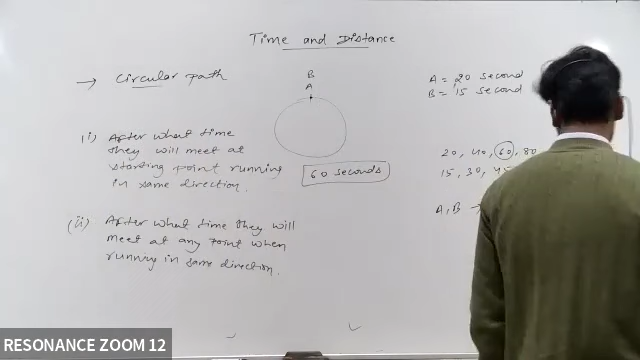 Time and Distance
→ Circular path
B
A
A = 20 second
B = 15 second
(i) After what time
they will meet at
starting point running
in same direction.
60 seconds
20, 40, 60, 80
15, 30, 45
A, B →
(ii) After what time they will
meet at any point when
running in same direction.
RESONANCE ZOOM 12